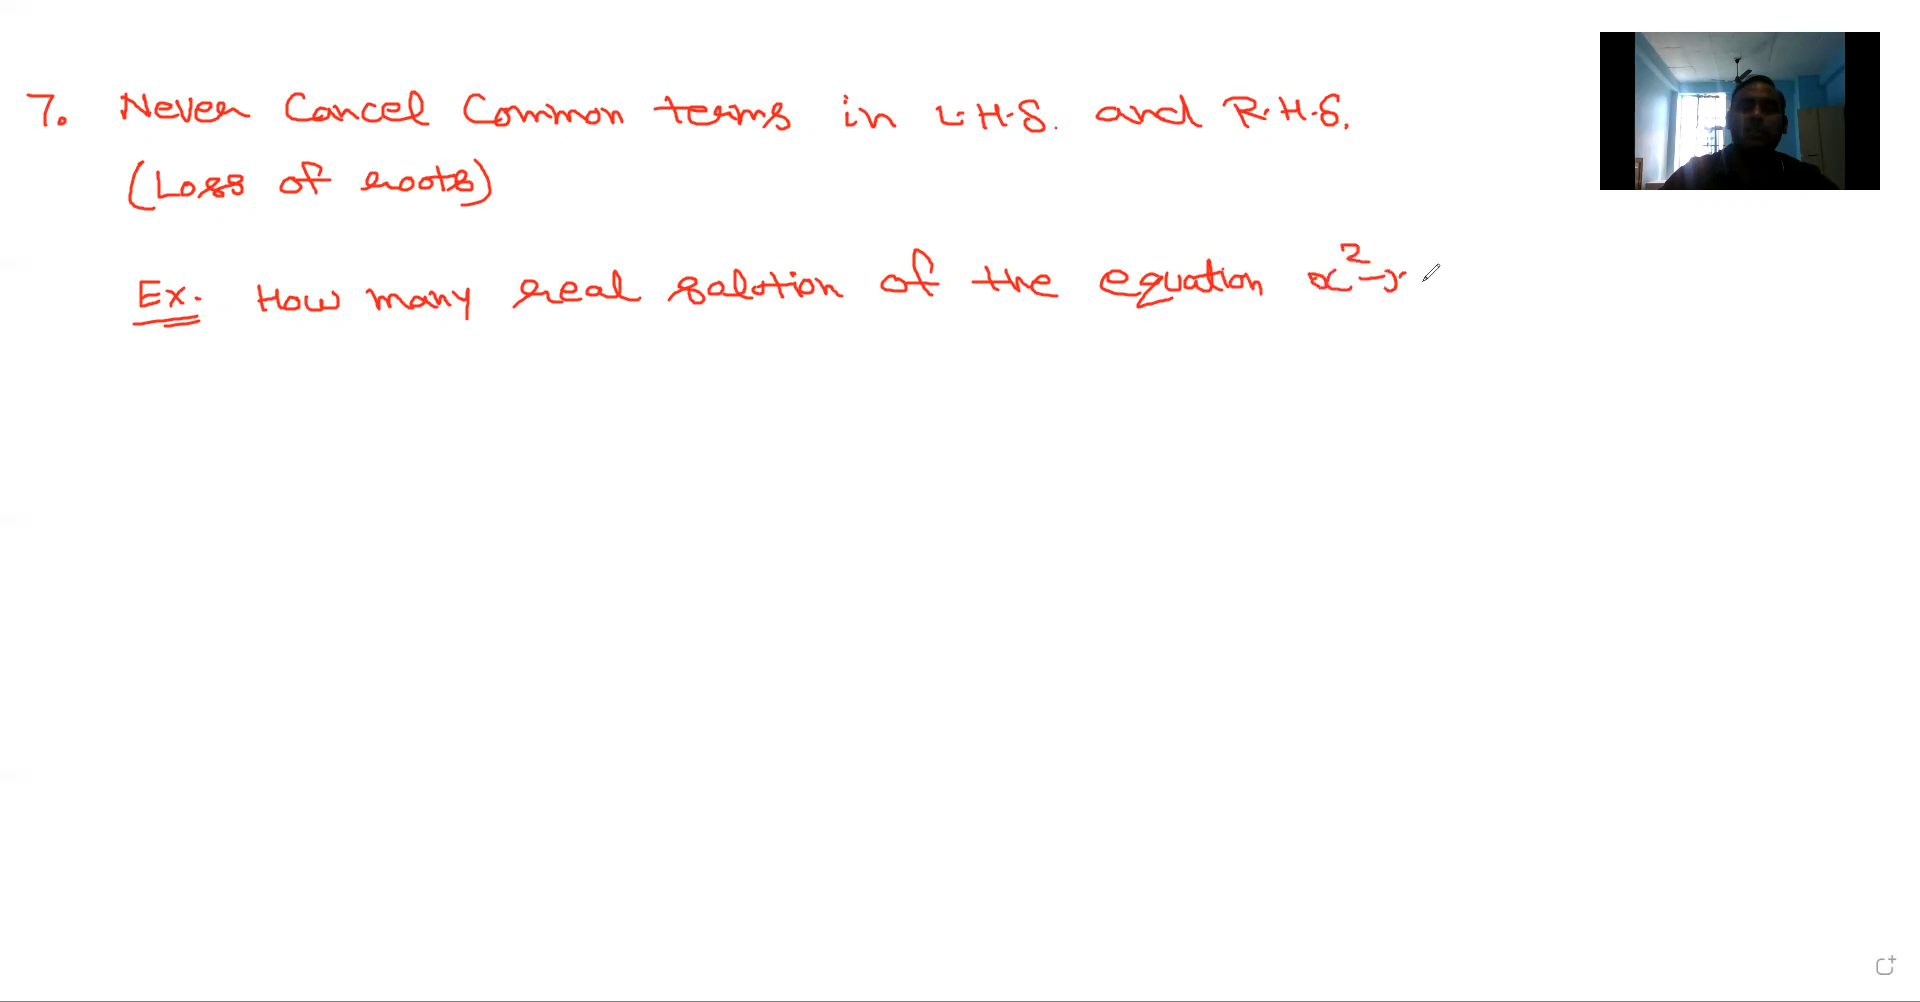 7. Never Cancel Common terms in L.H.S. and R.H.S.
(Loss of roots)
Ex. How many real solution of the equation x²-x